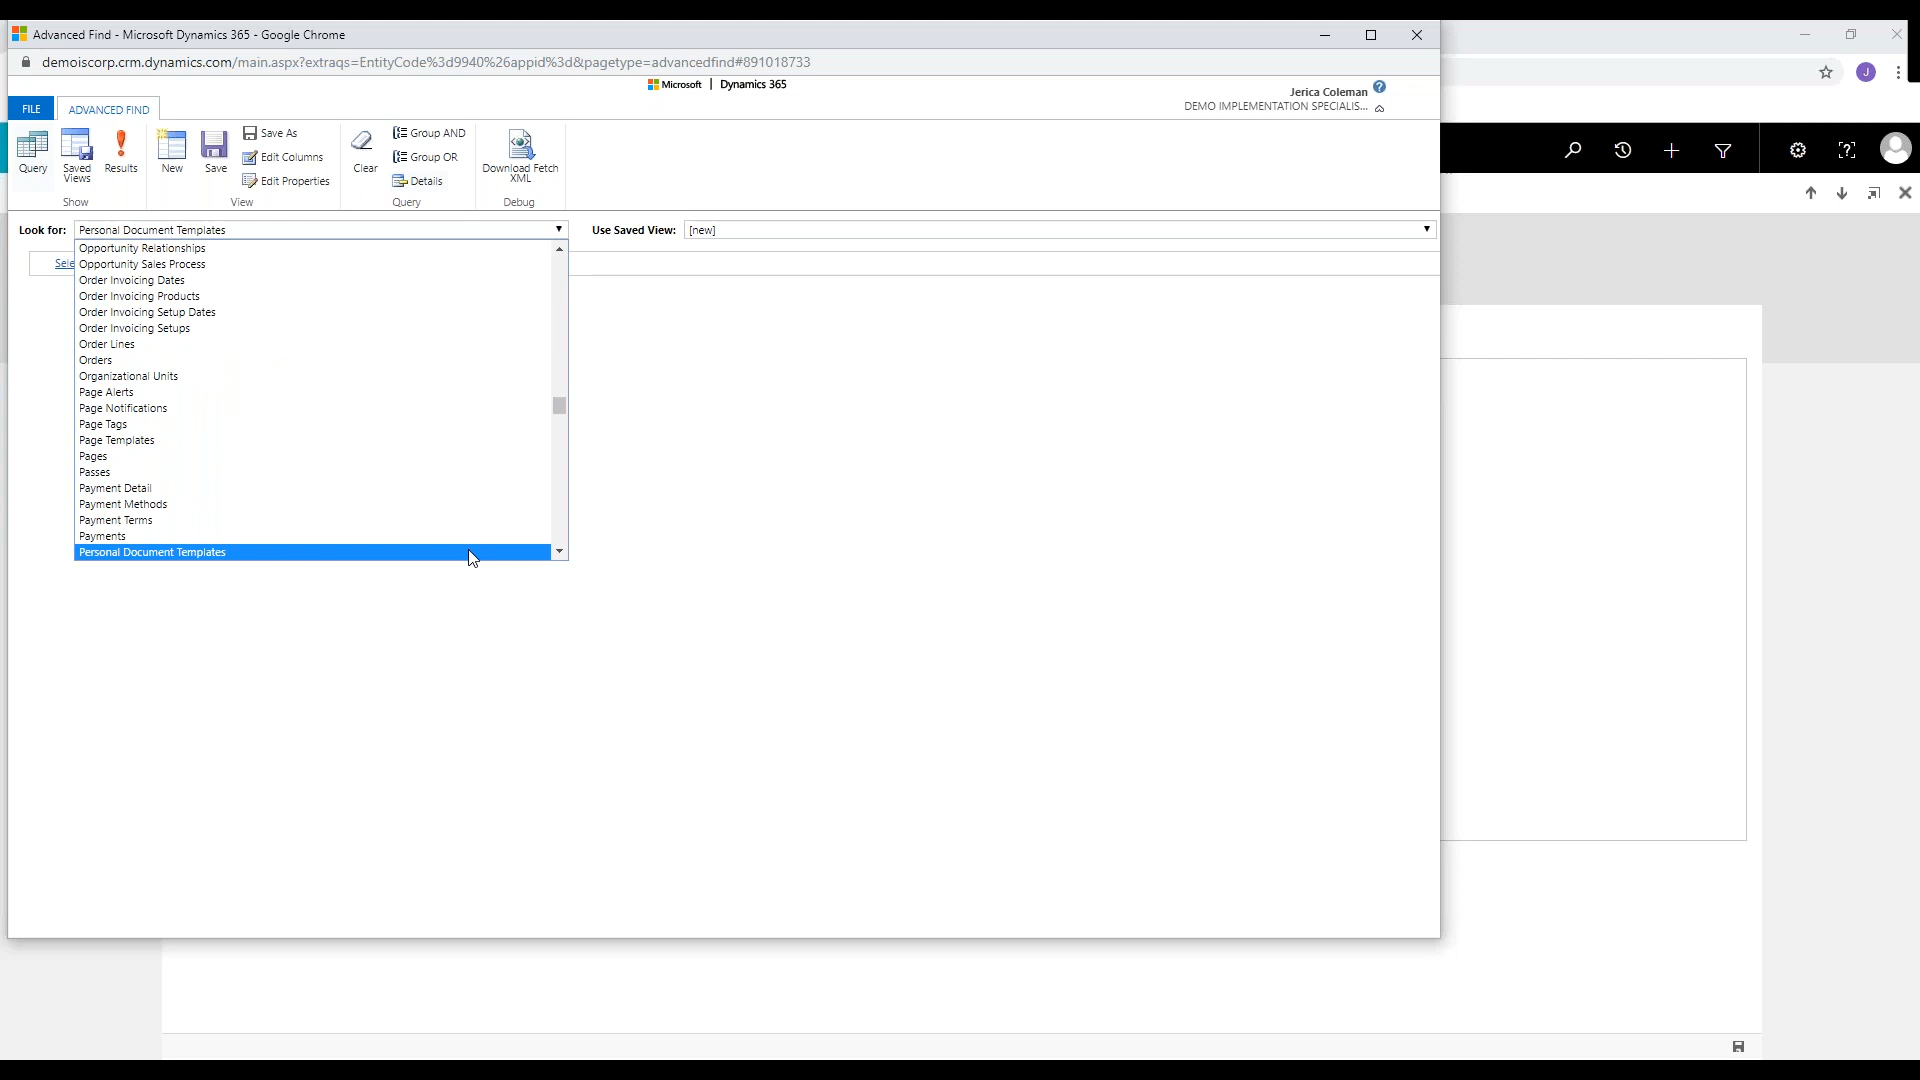 Advanced Find - Microsoft Dynamics 365 - Google Chrome
demoiscorp.crm.dynamics.com/main.aspx?extraqs=EntityCode%3d9940%26appid%3d&pagetype=advancedfind#891018733
Microsoft | Dynamics 365
Jerica Coleman
DEMO IMPLEMENTATION SPECIALIS...
J
FILE
ADVANCED FIND
Query
Saved Views
Results
Show
New
Save
Save As
Edit Columns
Edit Properties
View
Clear
Group AND
Group OR
Details
Query
Download Fetch XML
Debug
Look for:
Personal Document Templates
Use Saved View:
[new]
Sele
Opportunity Relationships
Opportunity Sales Process
Order Invoicing Dates
Order Invoicing Products
Order Invoicing Setup Dates
Order Invoicing Setups
Order Lines
Orders
Organizational Units
Page Alerts
Page Notifications
Page Tags
Page Templates
Pages
Passes
Payment Detail
Payment Methods
Payment Terms
Payments
Personal Document Templates